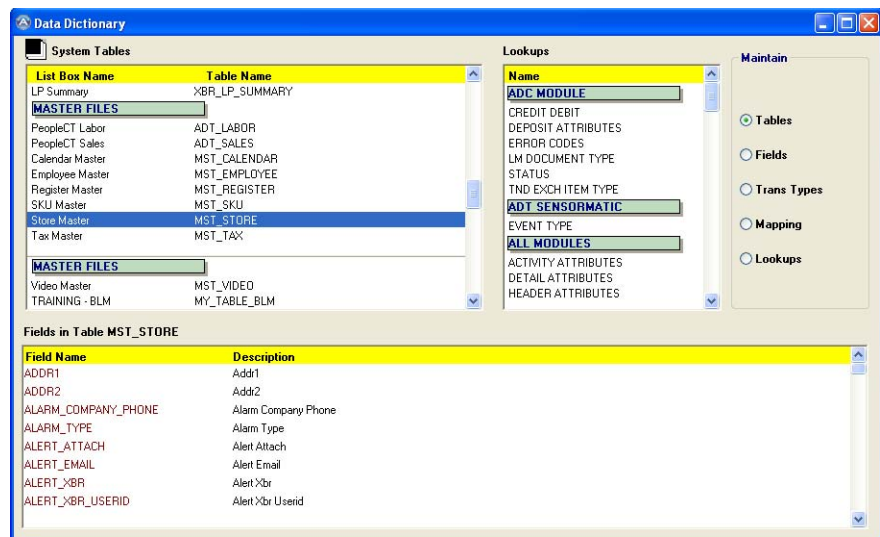 Data Dictionary
System Tables
List Box Name Table Name
LP Summary XBR_LP_SUMMARY
MASTER FILES
PeopleCT Labor ADT_LABOR
PeopleCT Sales ADT_SALES
Calendar Master MST_CALENDAR
Employee Master MST_EMPLOYEE
Register Master MST_REGISTER
SKU Master MST_SKU
Store Master MST_STORE
Tax Master MST_TAX
MASTER FILES
Video Master MST_VIDEO
TRAINING - BLM MY_TABLE_BLM
Lookups
Name
ADC MODULE
CREDIT DEBIT
DEPOSIT ATTRIBUTES
ERROR CODES
LM DOCUMENT TYPE
STATUS
TND EXCH ITEM TYPE
ADT SENSORMATIC
EVENT TYPE
ALL MODULES
ACTIVITY ATTRIBUTES
DETAIL ATTRIBUTES
HEADER ATTRIBUTES
Maintain
Tables
Fields
Trans Types
Mapping
Lookups
Fields in Table MST_STORE
Field Name Description
ADDR1 Addr1
ADDR2 Addr2
ALARM_COMPANY_PHONE Alarm Company Phone
ALARM_TYPE Alarm Type
ALERT_ATTACH Alert Attach
ALERT_EMAIL Alert Email
ALERT_XBR Alert Xbr
ALERT_XBR_USERID Alert Xbr Userid